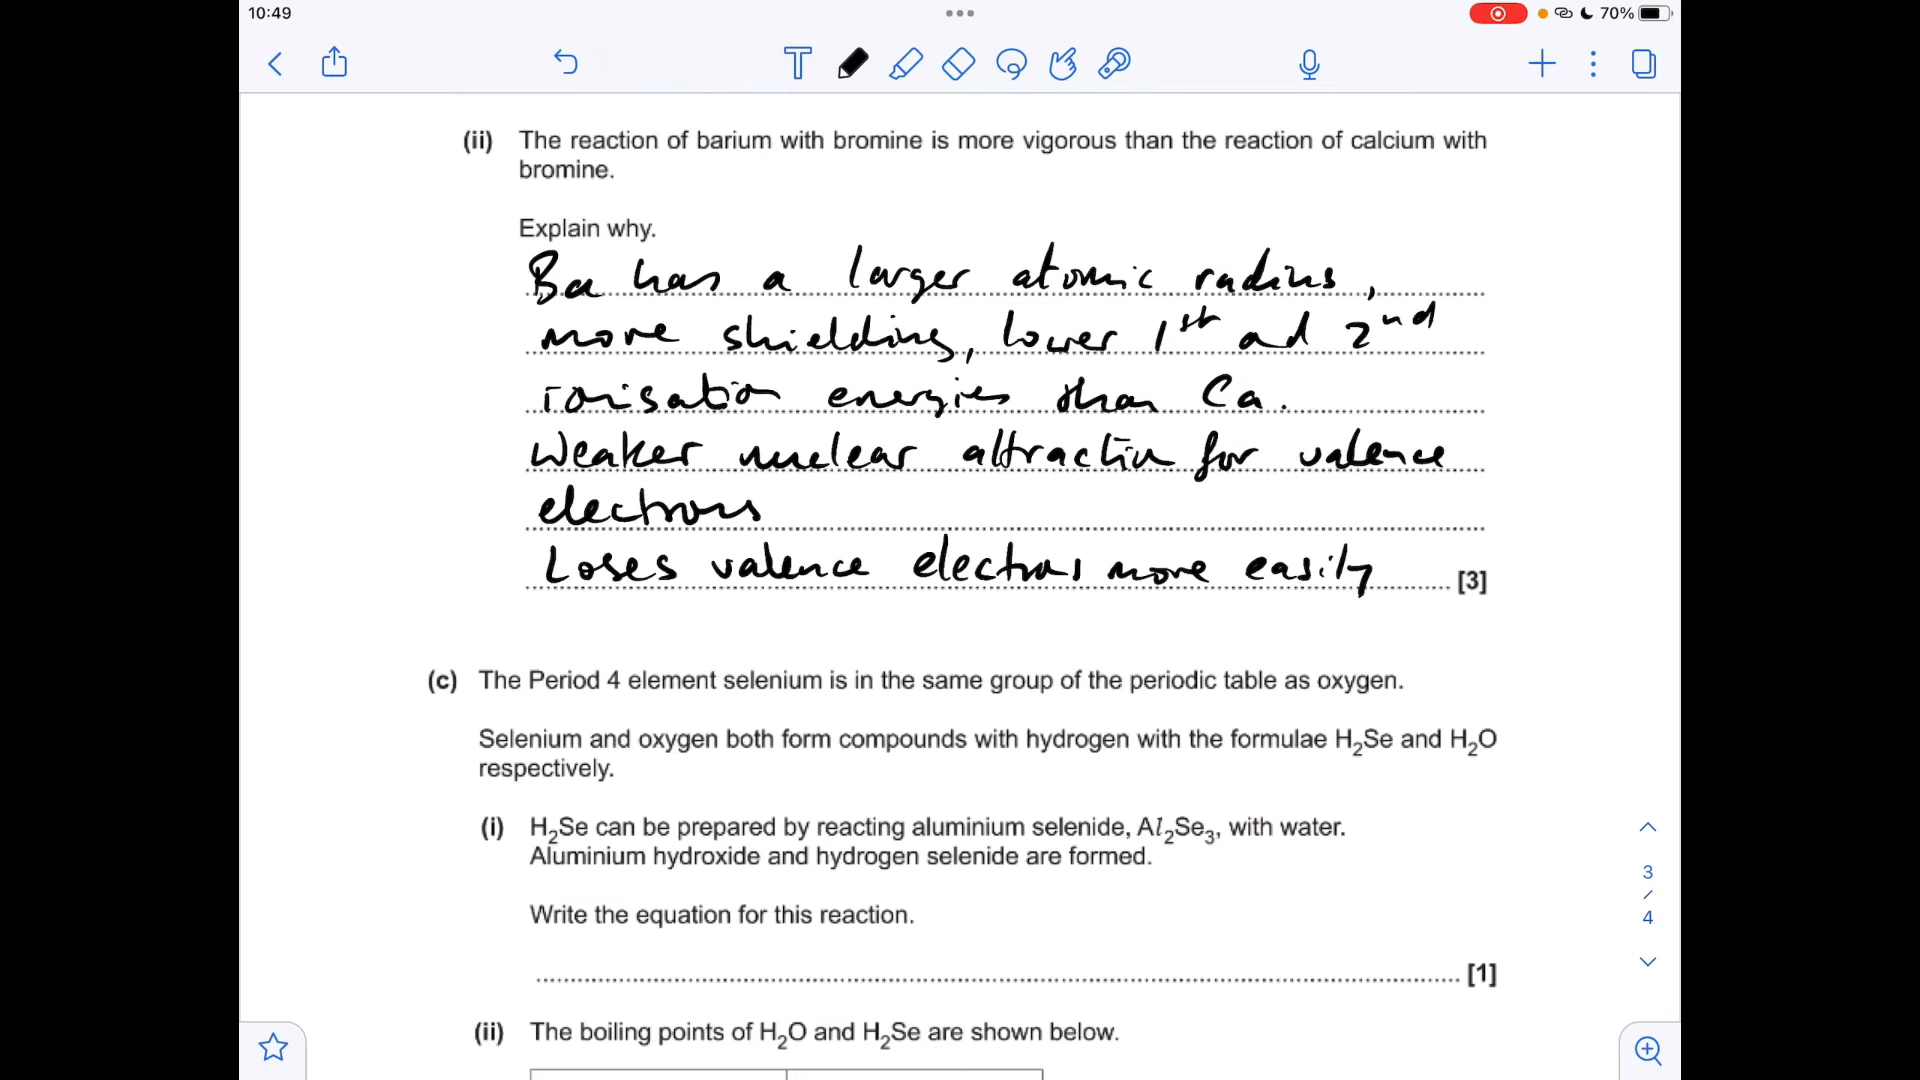 10:49
70%
(ii) The reaction of barium with bromine is more vigorous than the reaction of calcium with
bromine.
Explain why.
Ba has a larger atomic radius,
more shielding, lower 1st ad 2nd
ionisation energies than Ca.
Weaker nuclear attraction for valence
electrons
Loses valence electrons more easily [3]
(c) The Period 4 element selenium is in the same group of the periodic table as oxygen.
Selenium and oxygen both form compounds with hydrogen with the formulae H₂Se and H₂O
respectively.
(i) H₂Se can be prepared by reacting aluminium selenide, Al₂Se₃, with water.
Aluminium hydroxide and hydrogen selenide are formed.
Write the equation for this reaction.
[1]
(ii) The boiling points of H₂O and H₂Se are shown below.
3
/
4